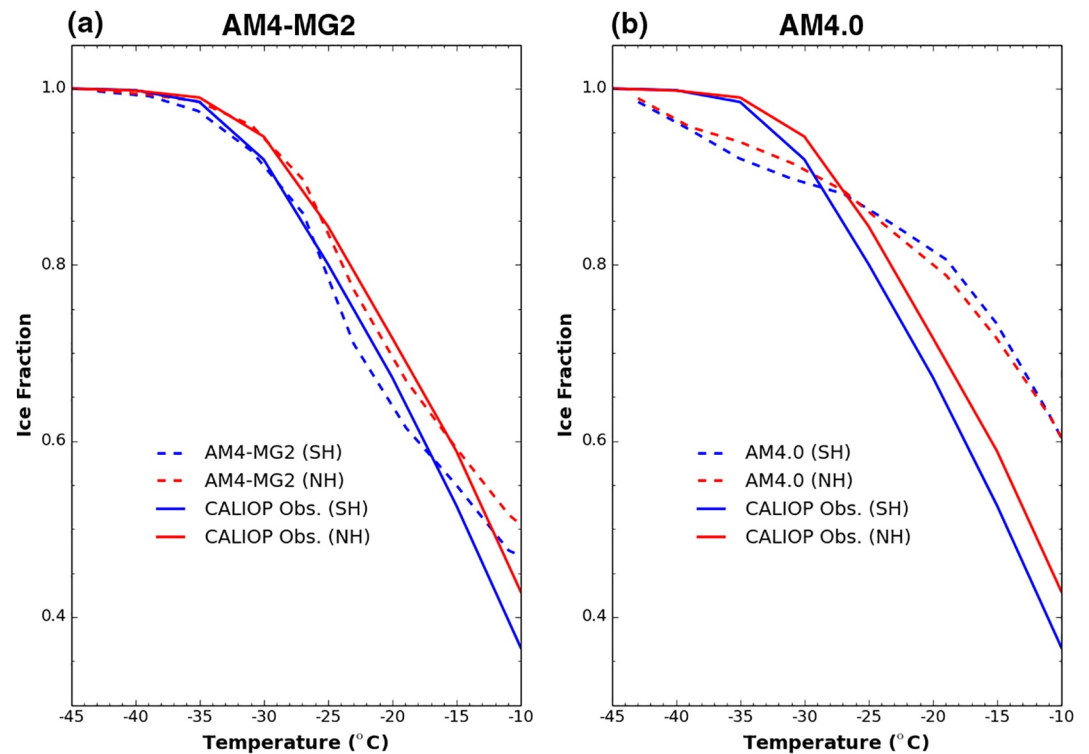 (a) AM4-MG2
1.0
0.8
0.6
0.4
Ice Fraction
AM4-MG2 (SH)
AM4-MG2 (NH)
CALIOP Obs. (SH)
CALIOP Obs. (NH)
-45 -40 -35 -30 -25 -20 -15 -10
Temperature (°C)
(b) AM4.0
1.0
0.8
0.6
0.4
Ice Fraction
AM4.0 (SH)
AM4.0 (NH)
CALIOP Obs. (SH)
CALIOP Obs. (NH)
-45 -40 -35 -30 -25 -20 -15 -10
Temperature (°C)